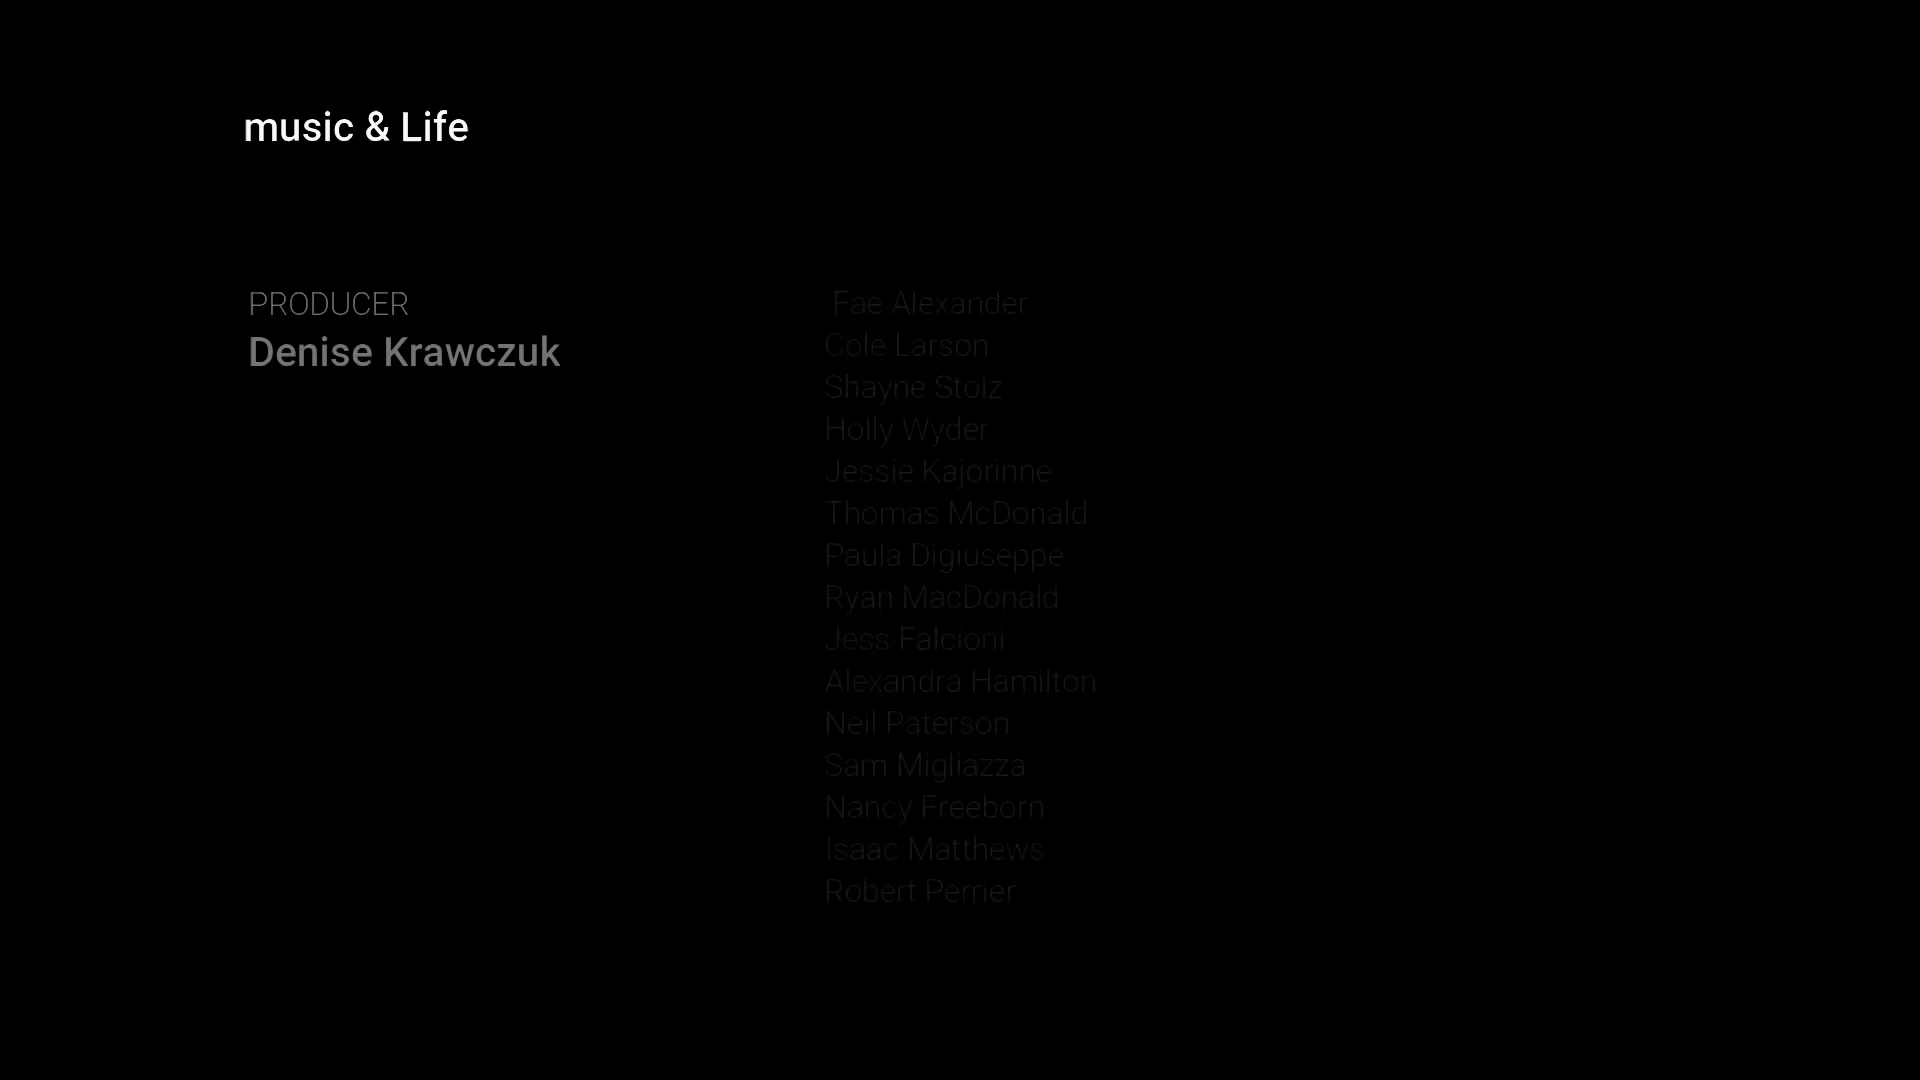 music & Life
PRODUCER
Denise Krawczuk
Fae Alexander
Cole Larson
Shayne Stolz
Holly Wyder
Jessie Kajorinne
Thomas McDonald
Paula Digiuseppe
Ryan MacDonald
Jess Falcioni
Alexandra Hamilton
Neil Paterson
Sam Migliazza
Nancy Freeborn
Isaac Matthews
Robert Perrier